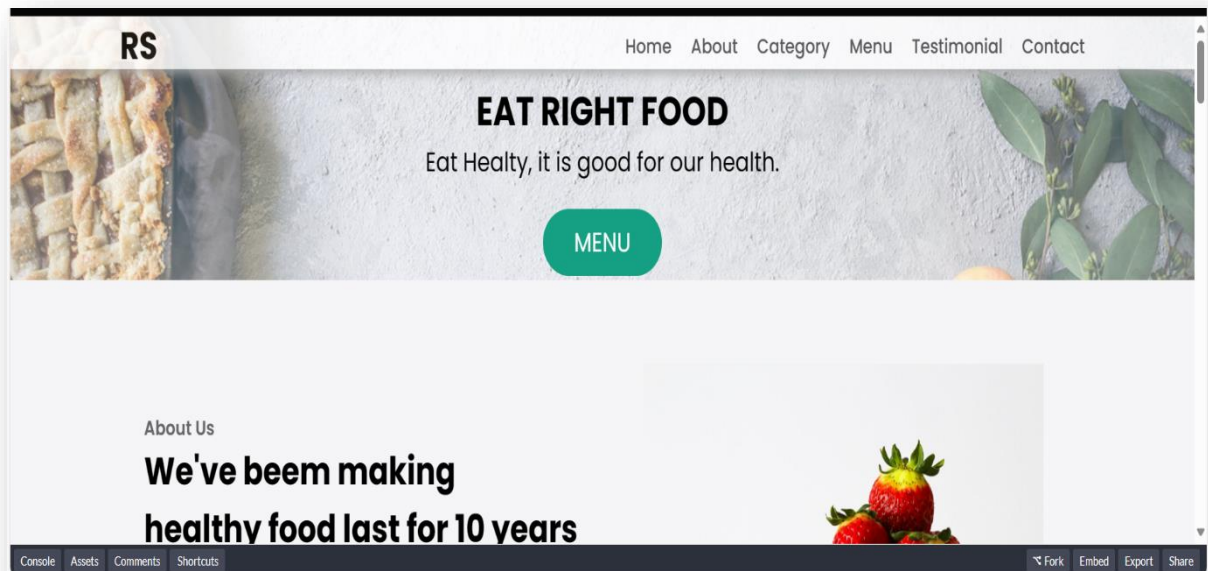 RS
Home About Category Menu Testimonial Contact
EAT RIGHT FOOD
Eat Healty, it is good for our health.
MENU
About Us
We've beem making
healthy food last for 10 years
Console Assets Comments Shortcuts Fork Embed Export Share